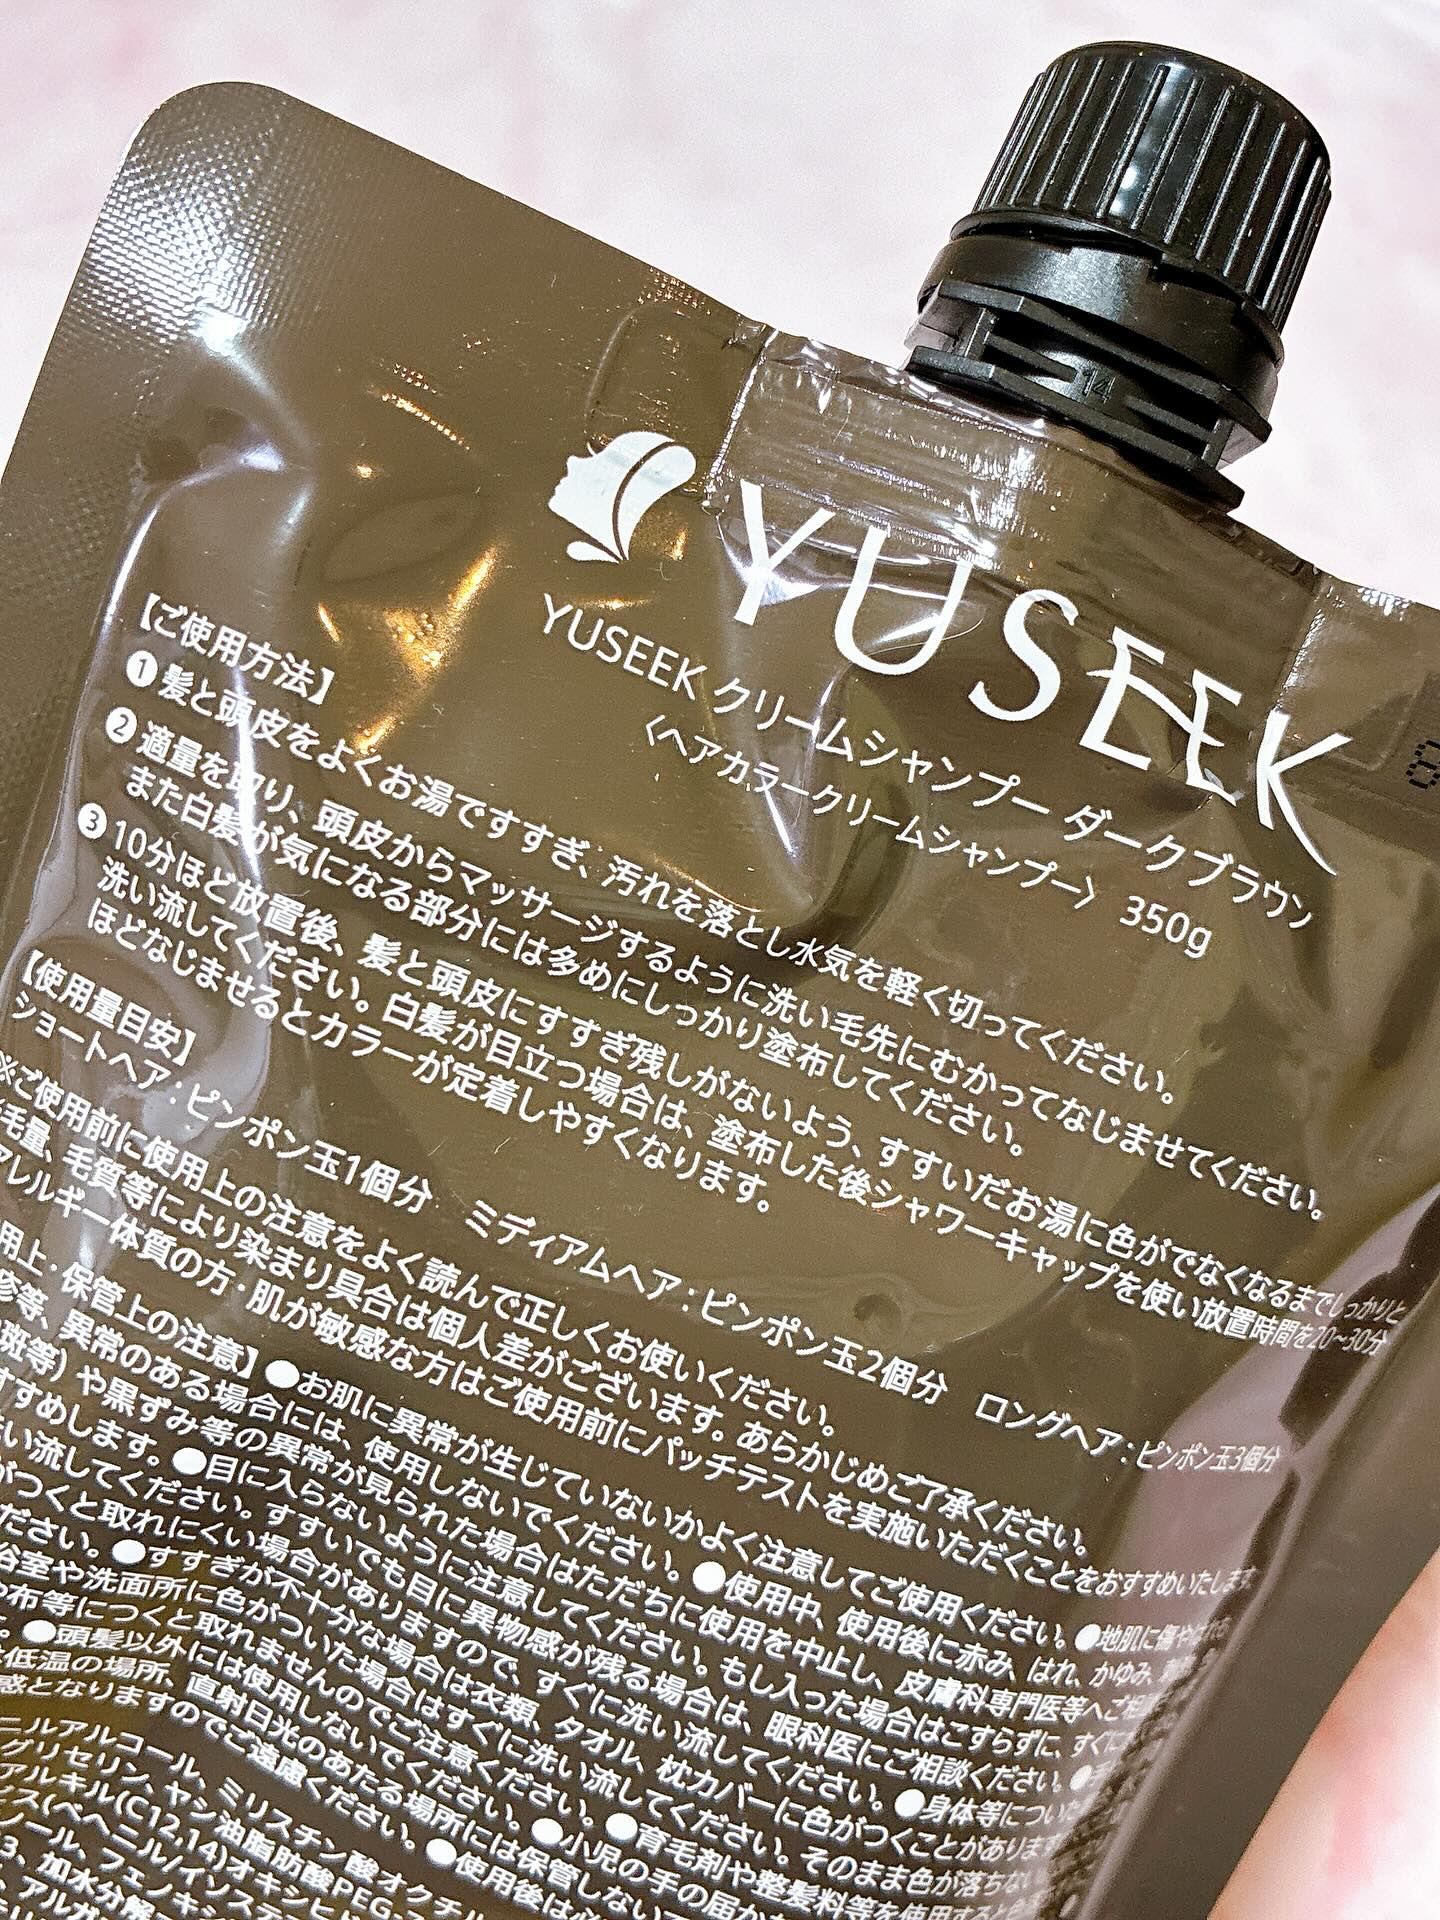 14
YUSEEK
YUSEEK クリームシャンプー ダークブラウン
〈ヘアカラークリームシャンプー〉 350g
【ご使用方法】
❶ 髪と頭皮をよくお湯ですすぎ、汚れを落とし水気を軽く切ってください。
❷ 適量を取り、頭皮からマッサージするように洗い毛先にむかってなじませてください。
また白髪が気になる部分には多めにしっかり塗布してください。
❸ 10分ほど放置後、髪と頭皮にすすぎ残しがないよう、すすいだお湯に色がでなくなるまでしっかりと
洗い流してください。白髪が目立つ場合は、塗布した後シャワーキャップを使い放置時間を20~30分
ほどなじませるとカラーが定着しやすくなります。
【使用量目安】
ショートヘア:ピンポン玉1個分 ミディアムヘア:ピンポン玉2個分 ロングヘア:ピンポン玉3個分
※ご使用前に使用上の注意をよく読んで正しくお使いください。
毛量、毛質等により染まり具合は個人差がございます。あらかじめご了承ください。
アレルギー体質の方・肌が敏感な方はご使用前にパッチテストを実施いただくことをおすすめいたします
用上・保管上の注意】●お肌に異常が生じていないかよく注意してご使用ください。●地肌に傷や
疹等、異常のある場合には、使用しないでください。●使用中、使用後に赤み、はれ、かゆみ、
斑等)や黒ずみ等の異常が見られた場合はただちに使用を中止し、皮膚科専門医等へご相
すすめします。●目に入らないように注意してください。もし入った場合はこすらずに、すぐに
い流してください。すすいでも目に異物感が残る場合は、眼科医にご相談ください。●
がつくと取れにくい場合がありますので、すぐに洗い流してください。●身体等につい
ださい。●すすぎが不十分な場合は衣類、タオル、枕カバーに色がつくことがあります
浴室や洗面所に色がついた場合はすぐに洗い流してください。そのまま色が落ちない
や布等につくと取れませんのでご注意ください。●育毛剤や整髪料等を使用すると色
●頭髪以外には使用しないでください。●小児の手の届か
低温の場所、直射日光のあたる場所には保管しない
惑となりますのでご遠慮ください。●使用後は必
ニルアルコール、ミリスチン酸オクチル
グリセリン、ヤシ油脂肪酸PEG-
アルキル(C12,14)オキシヒド
ス(ベヘニル/イソステ
ノール、フェノキシ
3、加水分解
アルガ